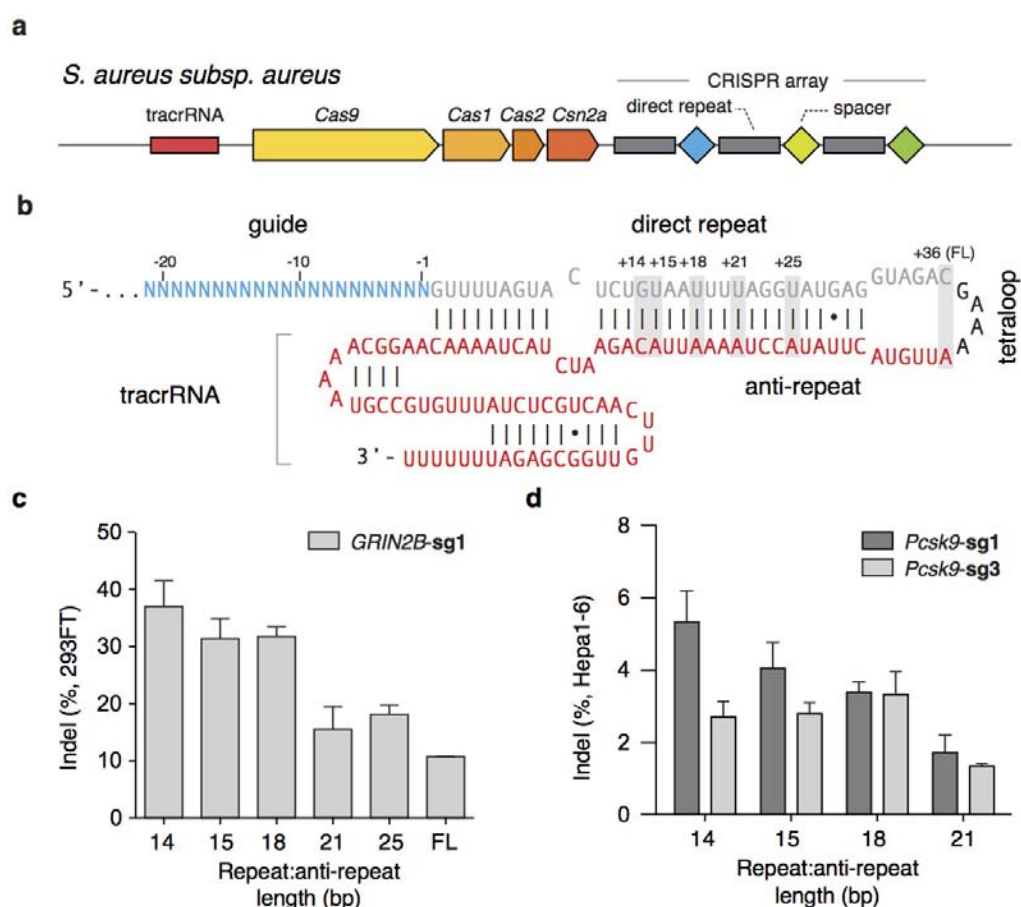 a
S. aureus subsp. aureus
CRISPR array
tracrRNA
Cas9
Cas1 Cas2 Csn2a
direct repeat
spacer
b
guide
direct repeat
-20
-10
-1
+14 +15 +18 +21 +25
+36 (FL)
5'-...NNNNNNNNNNNNNNNNNNNNNGUUUUAGUA
C
UCUGUAAUUUUAGGUAUGAG
GUAGAC
G
A
A
A
tetraloop
ACGGAACAAAAUCAU
CUA
AGACAUUAAAAUCCAUAUUC
AUGUUA
A
A
A
tracrRNA
anti-repeat
UGCCGUGUUUAUCUCGUCAA
C
U
U
G
3'-UUUUUUUAGAGCGGUU
c
50
40
30
20
10
0
Indel (%, 293FT)
GRIN2B-sg1
14 15 18 21 25 FL
Repeat:anti-repeat
length (bp)
d
8
6
4
2
0
Indel (%, Hepa1-6)
Pcsk9-sg1
Pcsk9-sg3
14 15 18 21
Repeat:anti-repeat
length (bp)